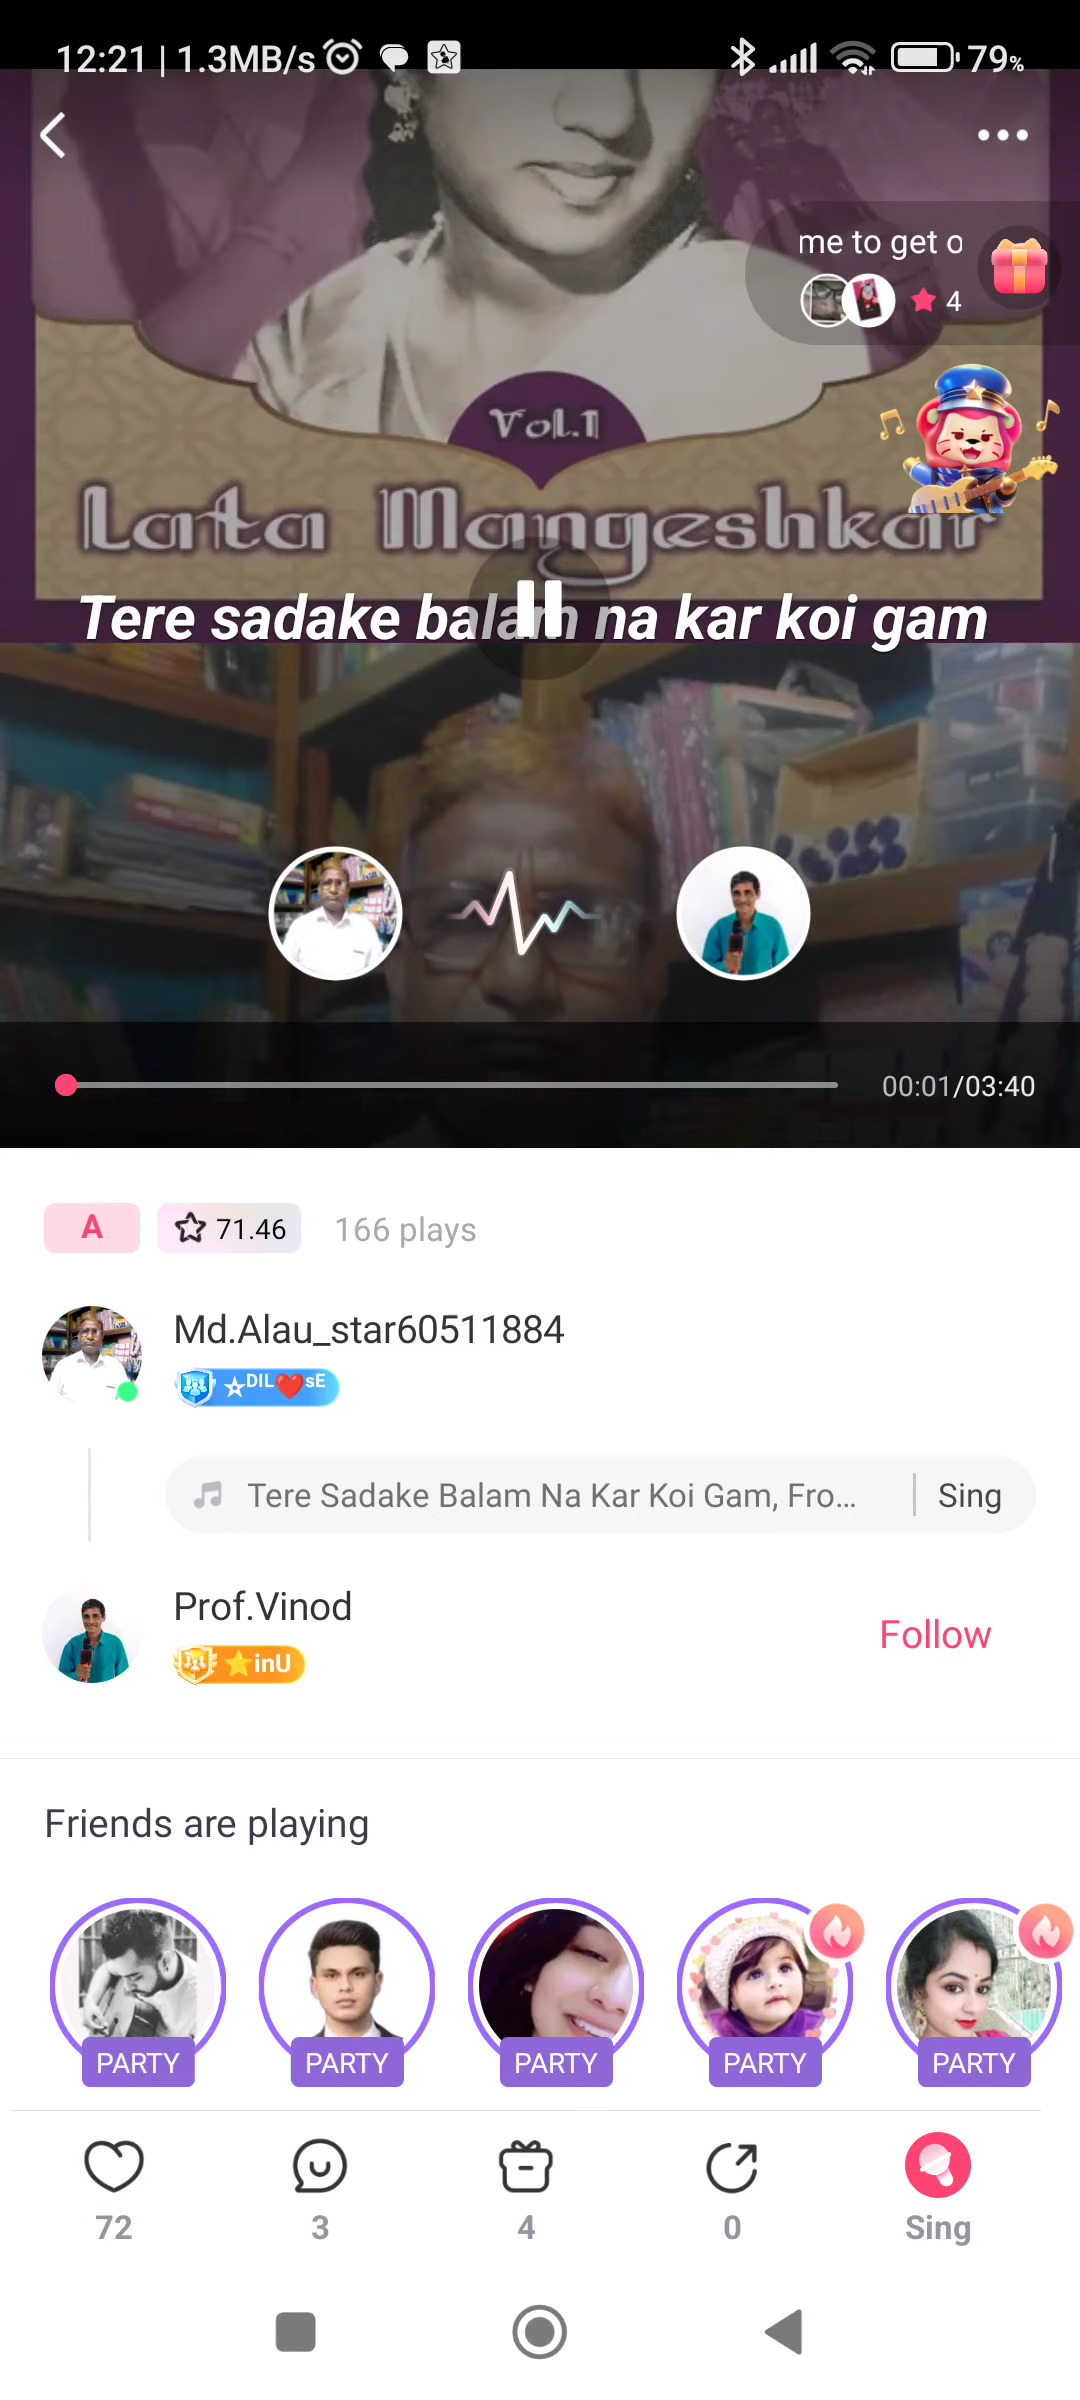 12:21 | 1.3MB/s
79%
me to get o
4
Vol.1
Lata Mangeshkar
Tere sadake balam na kar koi gam
00:01/03:40
A
71.46
166 plays
Md.Alau_star60511884
DIL❤️sE
Tere Sadake Balam Na Kar Koi Gam, Fro...
Sing
Prof.Vinod
⭐inU
Follow
Friends are playing
PARTY
PARTY
PARTY
PARTY
PARTY
72
3
4
0
Sing